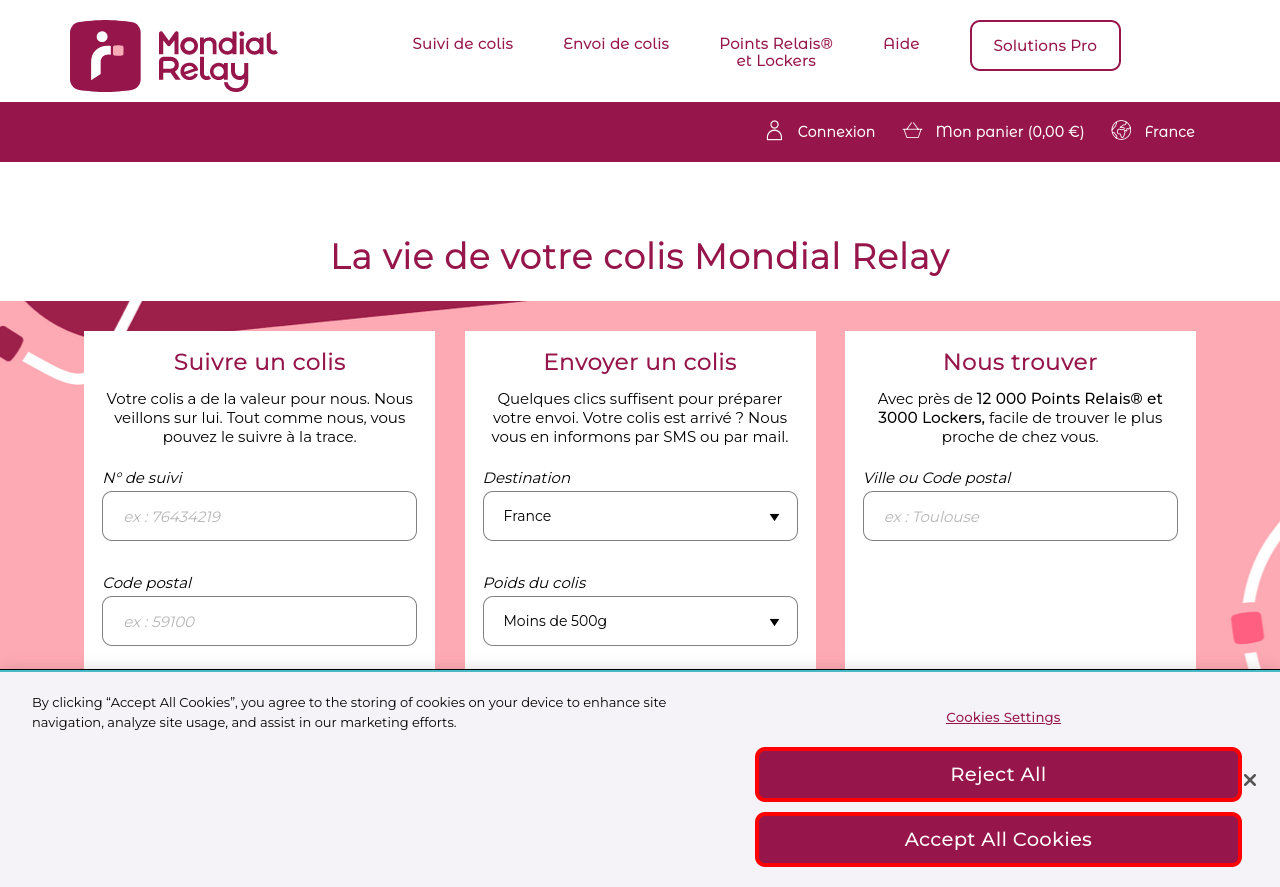 Mondial
Relay
Suivi de colis
Envoi de colis
Points Relais®
et Lockers
Aide
Solutions Pro
Connexion
Mon panier (0,00 €)
France
La vie de votre colis Mondial Relay
Suivre un colis
Votre colis a de la valeur pour nous. Nous
veillons sur lui. Tout comme nous, vous
pouvez le suivre à la trace.
N° de suivi
ex : 76434219
Code postal
ex : 59100
Envoyer un colis
Quelques clics suffisent pour préparer
votre envoi. Votre colis est arrivé ? Nous
vous en informons par SMS ou par mail.
Destination
France
Poids du colis
Moins de 500g
Nous trouver
Avec près de 12 000 Points Relais® et
3000 Lockers, facile de trouver le plus
proche de chez vous.
Ville ou Code postal
ex : Toulouse
By clicking “Accept All Cookies”, you agree to the storing of cookies on your device to enhance site
navigation, analyze site usage, and assist in our marketing efforts.
Cookies Settings
Reject All
Accept All Cookies